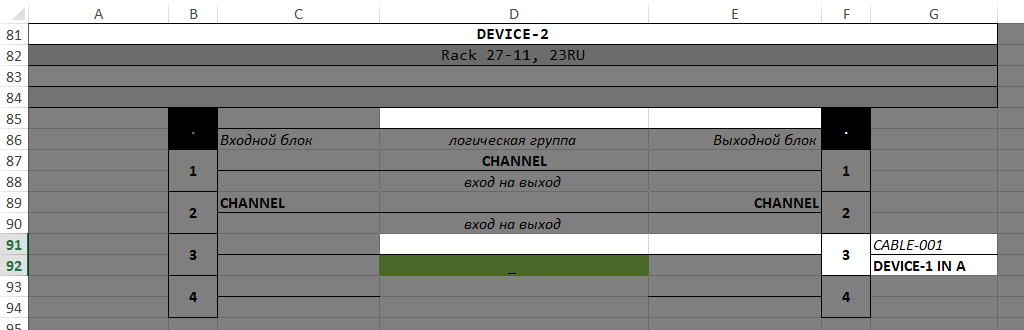 A B C D E F G
81 DEVICE-2
82 Rack 27-11, 23RU
83
84
85
. .
86 Входной блок логическая группа Выходной блок
87 CHANNEL
1 1
88 вход на выход
89 CHANNEL CHANNEL
2 2
90 вход на выход
91 CABLE-001
3 3
92 _ DEVICE-1 IN A
93
4 4
94
95